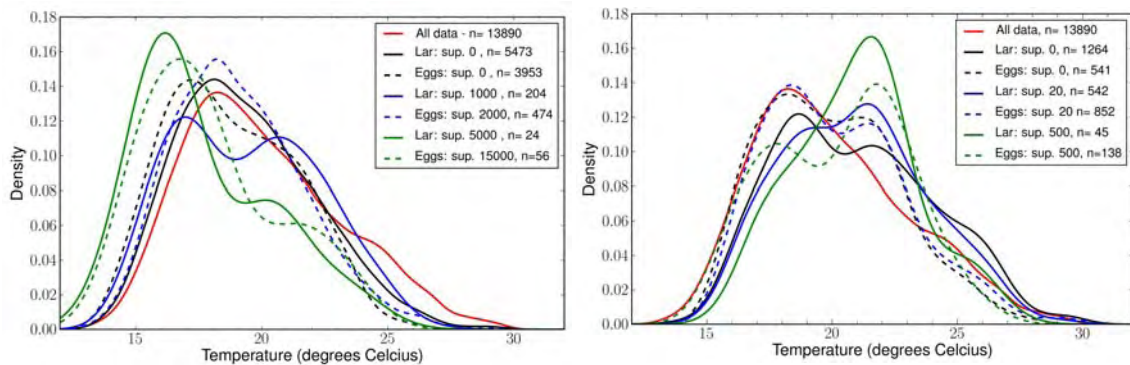 0.18
0.16
0.14
0.12
0.10
0.08
0.06
0.04
0.02
0.00
Density
15
20
25
30
Temperature (degrees Celcius)
All data - n= 13890
Lar: sup. 0 , n= 5473
Eggs: sup. 0 , n= 3953
Lar: sup. 1000 , n= 204
Eggs: sup. 2000, n= 474
Lar: sup. 5000 , n= 24
Eggs: sup. 15000, n=56
0.18
0.16
0.14
0.12
0.10
0.08
0.06
0.04
0.02
0.00
Density
15
20
25
30
Temperature (degrees Celcius)
All data, n= 13890
Lar: sup. 0, n= 1264
Eggs: sup. 0, n= 541
Lar: sup. 20, n= 542
Eggs: sup. 20 n= 852
Lar: sup. 500, n= 45
Eggs: sup. 500, n=138